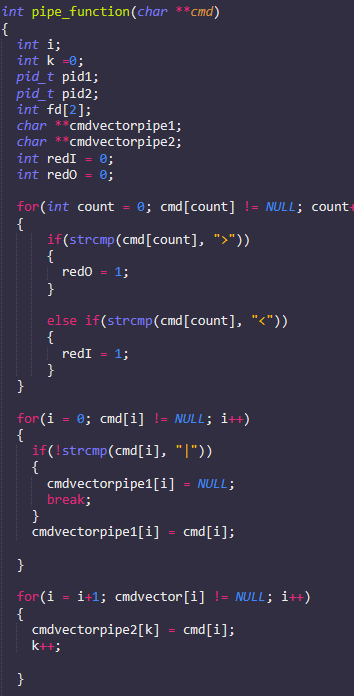 int pipe_function(char **cmd)
{
int i;
int k =0;
pid_t pid1;
pid_t pid2;
int fd[2];
char **cmdvectorpipe1;
char **cmdvectorpipe2;
int redI = 0;
int redO = 0;
for(int count = 0; cmd[count] != NULL; count+
{
if(strcmp(cmd[count], ">"))
{
redO = 1;
}
else if(strcmp(cmd[count], "<"))
{
redI = 1;
}
}
for(i = 0; cmd[i] != NULL; i++)
{
if(!strcmp(cmd[i], "|"))
{
cmdvectorpipe1[i] = NULL;
break;
}
cmdvectorpipe1[i] = cmd[i];
}
for(i = i+1; cmdvector[i] != NULL; i++)
{
cmdvectorpipe2[k] = cmd[i];
k++;
}